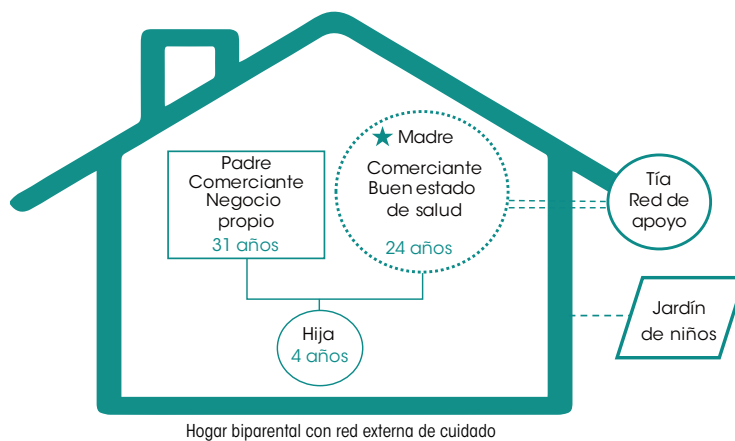 Padre
Comerciante
Negocio
propio
31 años
★ Madre
Comerciante
Buen estado
de salud
24 años
Hija
4 años
Tía
Red de
apoyo
Jardín
de niños
Hogar biparental con red externa de cuidado